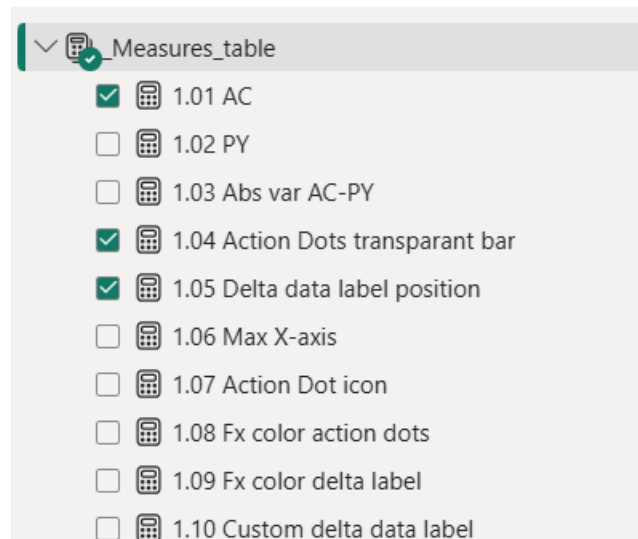 _Measures_table
1.01 AC
1.02 PY
1.03 Abs var AC-PY
1.04 Action Dots transparant bar
1.05 Delta data label position
1.06 Max X-axis
1.07 Action Dot icon
1.08 Fx color action dots
1.09 Fx color delta label
1.10 Custom delta data label